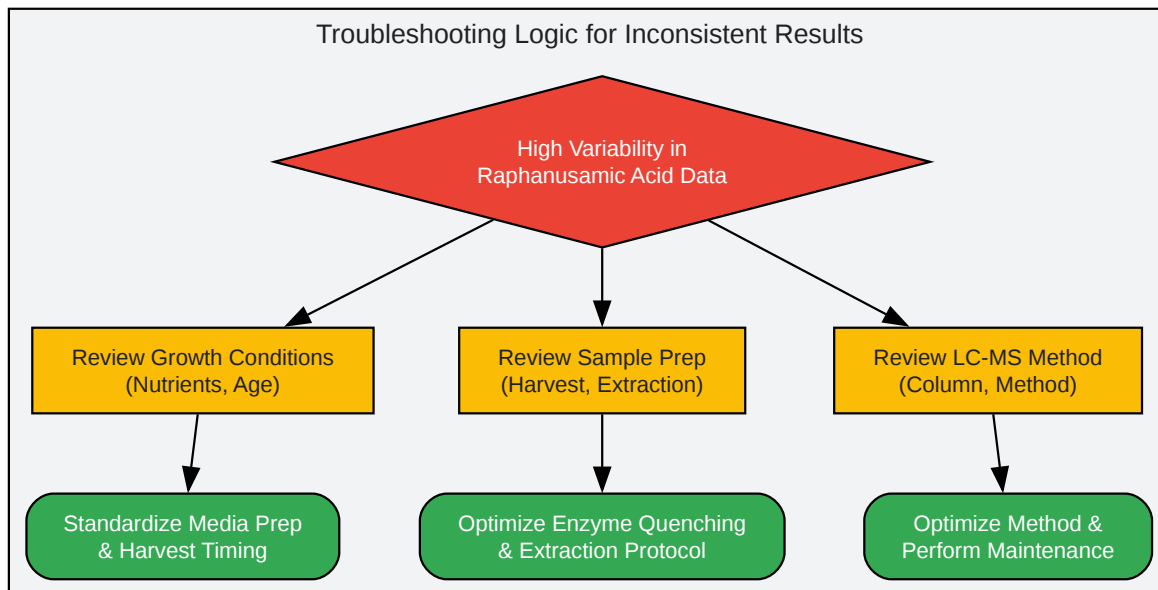 Troubleshooting Logic for Inconsistent Results
High Variability in
Raphanusamic Acid Data
Review Growth Conditions
(Nutrients, Age)
Review Sample Prep
(Harvest, Extraction)
Review LC-MS Method
(Column, Method)
Standardize Media Prep
& Harvest Timing
Optimize Enzyme Quenching
& Extraction Protocol
Optimize Method &
Perform Maintenance